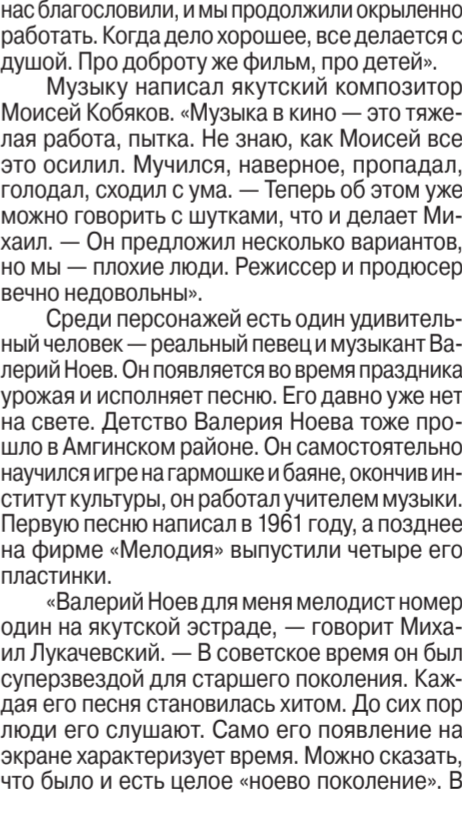 нас благословили, и мы продолжили окрыленно
работать. Когда дело хорошее, все делается с
душой. Про доброту же фильм, про детей».
Музыку написал якутский композитор
Моисей Кобяков. «Музыка в кино — это тяже-
лая работа, пытка. Не знаю, как Моисей все
это осилил. Мучился, наверное, пропадал,
голодал, сходил с ума. — Теперь об этом уже
можно говорить с шутками, что и делает Ми-
хаил. — Он предложил несколько вариантов,
но мы — плохие люди. Режиссер и продюсер
вечно недовольны».
Среди персонажей есть один удивитель-
ный человек — реальный певец и музыкант Ва-
лерий Ноев. Он появляется во время праздника
урожая и исполняет песню. Его давно уже нет
на свете. Детство Валерия Ноева тоже про-
шло в Амгинском районе. Он самостоятельно
научился игре на гармошке и баяне, окончив ин-
ститут культуры, он работал учителем музыки.
Первую песню написал в 1961 году, а позднее
на фирме «Мелодия» выпустили четыре его
пластинки.
«Валерий Ноев для меня мелодист номер
один на якутской эстраде, — говорит Миха-
ил Лукачевский. — В советское время он был
суперзвездой для старшего поколения. Каж-
дая его песня становилась хитом. До сих пор
люди его слушают. Само его появление на
экране характеризует время. Можно сказать,
что было и есть целое «ноево поколение». В